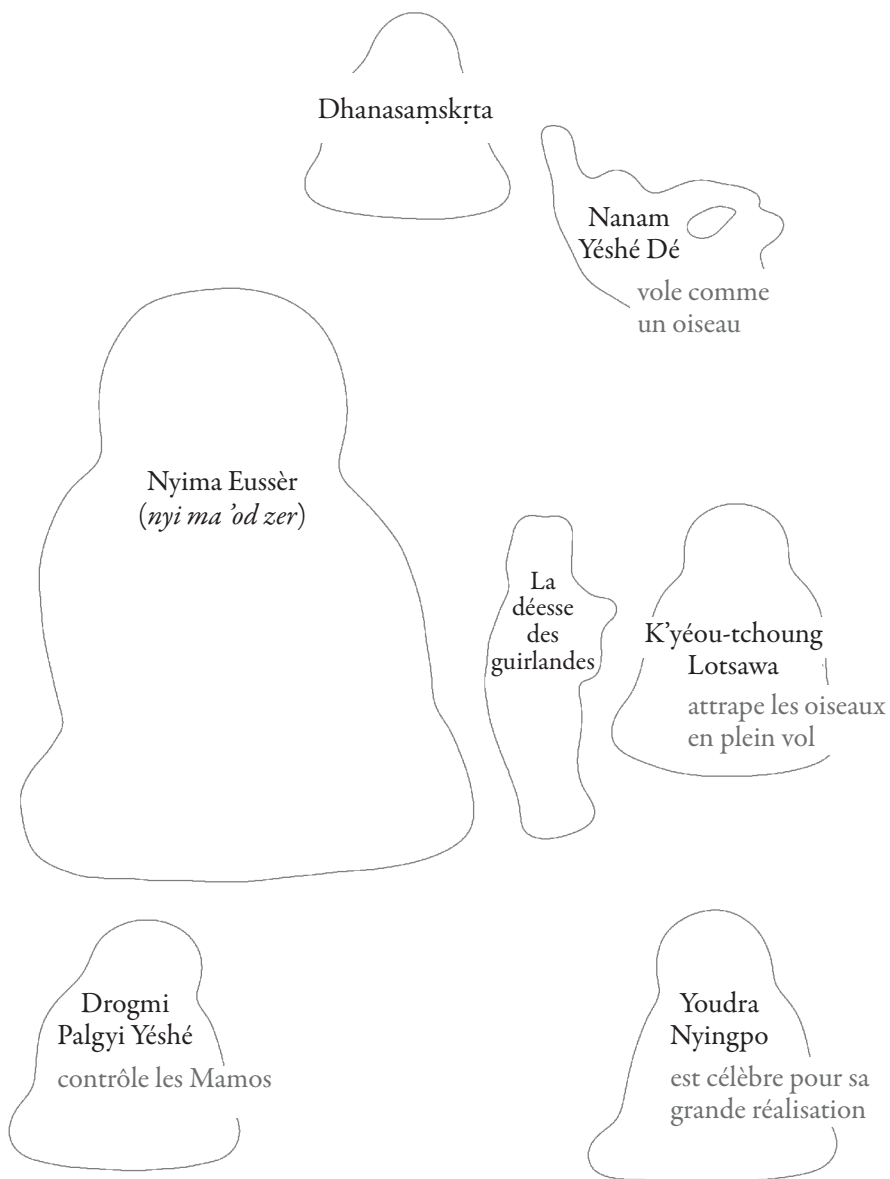 Dhanasaṃskṛta
Nanam
Yéshé Dé
vole comme
un oiseau
Nyima Eussèr
(nyi ma ’od zer)
La
déesse
des
guirlandes
K’yéou-tchoung
Lotsawa
attrape les oiseaux
en plein vol
Drogmi
Palgyi Yéshé
contrôle les Mamos
Youdra
Nyingpo
est célèbre pour sa
grande réalisation